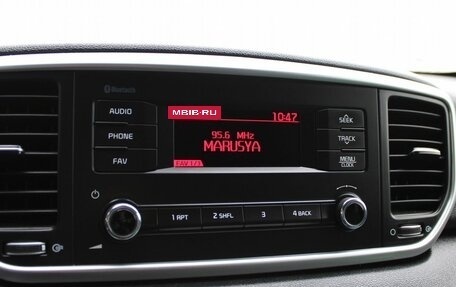 Bluetooth
AUDIO
PHONE
FAV
MBIB-RU
10:47
95.6 MHz
MARUSYA
FAV 1/3
SEEK
TRACK
MENU
CLOCK
1 RPT
2 SHFL
3
4 BACK